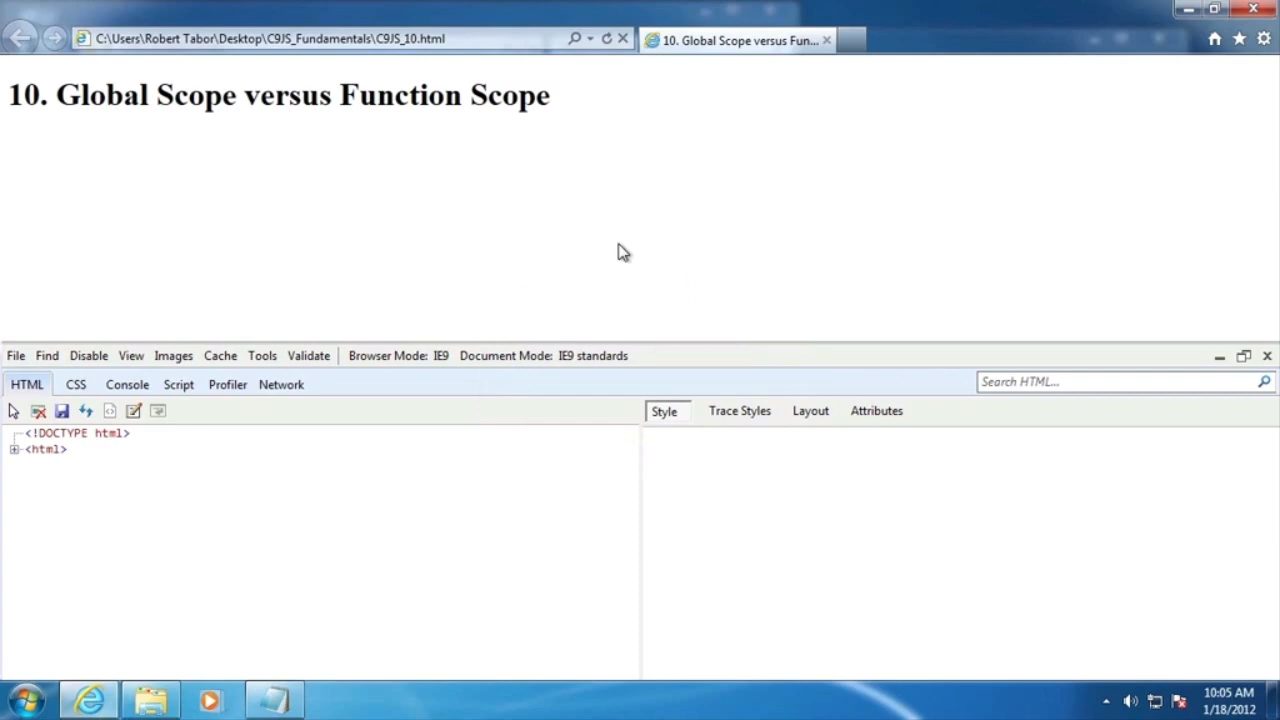 C:\Users\Robert Tabor\Desktop\C9JS_Fundamentals\C9JS_10.html
10. Global Scope versus Fun...
10. Global Scope versus Function Scope
File Find Disable View Images Cache Tools Validate Browser Mode: IE9 Document Mode: IE9 standards
HTML CSS Console Script Profiler Network Search HTML...
Style Trace Styles Layout Attributes
<!DOCTYPE html>
<html>
10:05 AM
1/18/2012